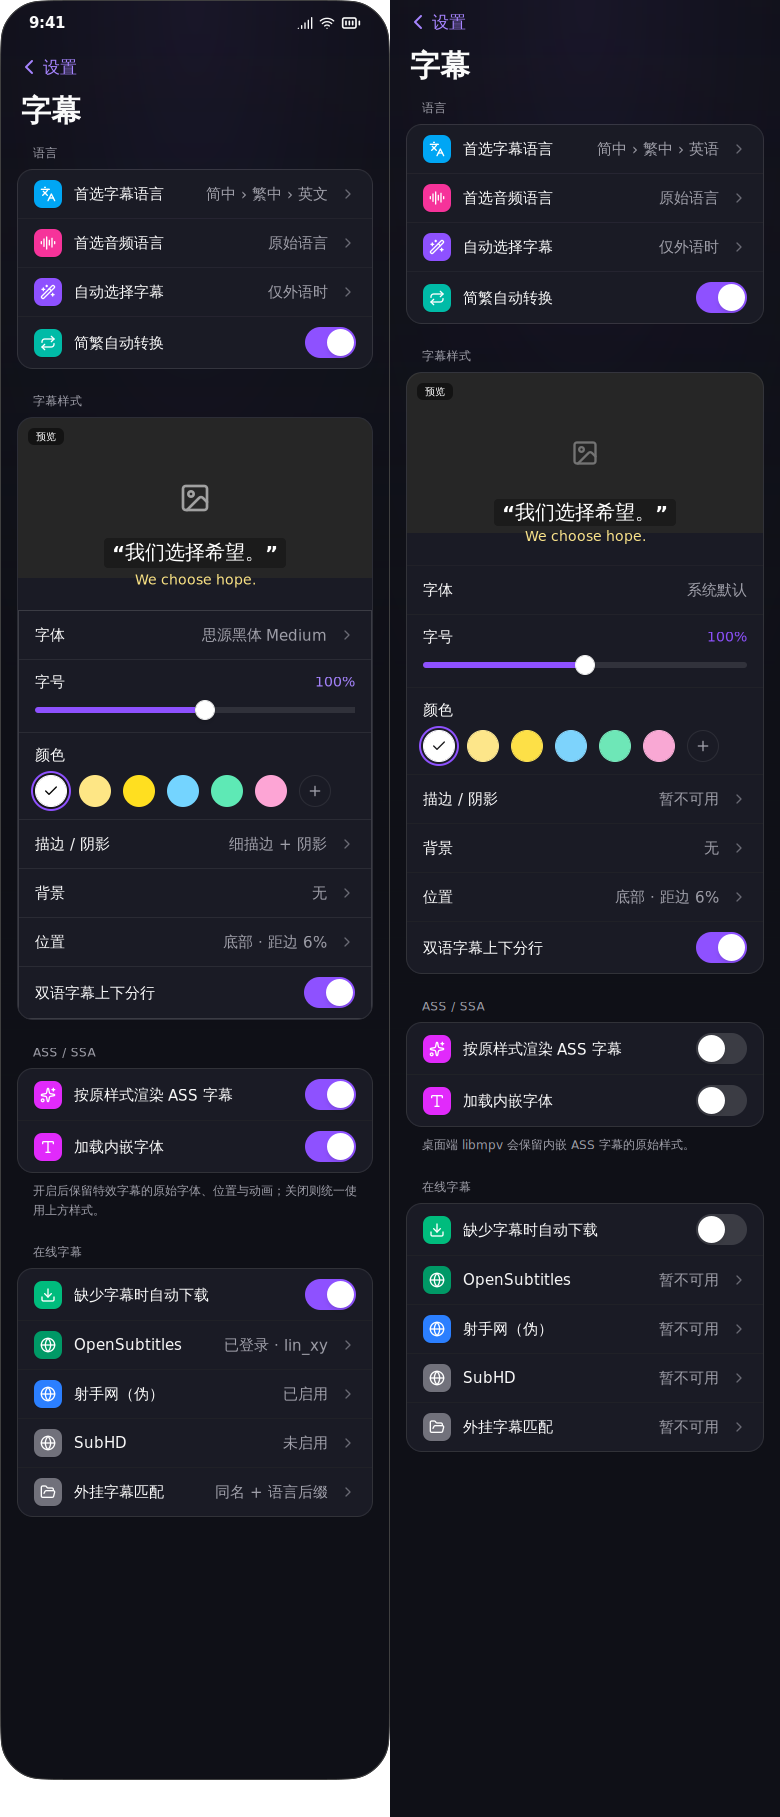 9:41
设置
字幕
语言
首选字幕语言 简中 › 繁中 › 英文
首选音频语言 原始语言
自动选择字幕 仅外语时
简繁自动转换
字幕样式
预览
“我们选择希望。”
We choose hope.
字体 思源黑体 Medium
字号 100%
颜色
描边 / 阴影 细描边 + 阴影
背景 无
位置 底部 · 距边 6%
双语字幕上下分行
ASS / SSA
按原样式渲染 ASS 字幕
加载内嵌字体
开启后保留特效字幕的原始字体、位置与动画；关闭则统一使
用上方样式。
在线字幕
缺少字幕时自动下载
OpenSubtitles 已登录 · lin_xy
射手网（伪） 已启用
SubHD 未启用
外挂字幕匹配 同名 + 语言后缀
设置
字幕
语言
首选字幕语言 简中 › 繁中 › 英语
首选音频语言 原始语言
自动选择字幕 仅外语时
简繁自动转换
字幕样式
预览
“我们选择希望。”
We choose hope.
字体 系统默认
字号 100%
颜色
描边 / 阴影 暂不可用
背景 无
位置 底部 · 距边 6%
双语字幕上下分行
ASS / SSA
按原样式渲染 ASS 字幕
加载内嵌字体
桌面端 libmpv 会保留内嵌 ASS 字幕的原始样式。
在线字幕
缺少字幕时自动下载
OpenSubtitles 暂不可用
射手网（伪） 暂不可用
SubHD 暂不可用
外挂字幕匹配 暂不可用